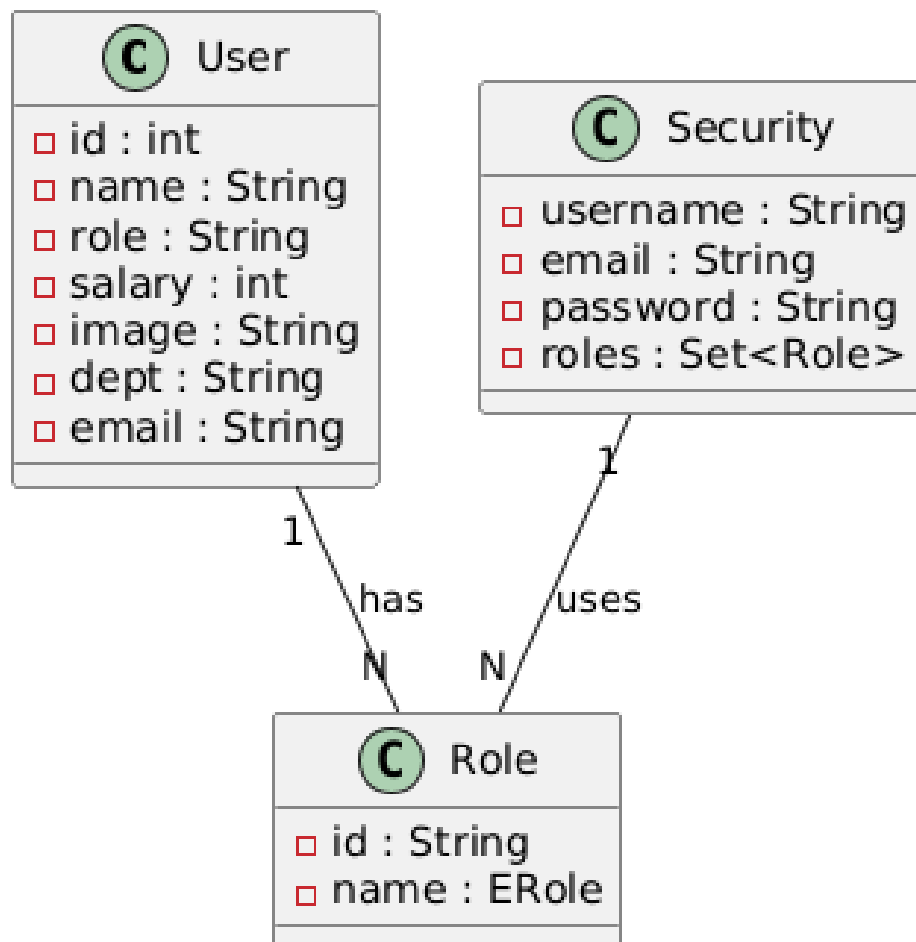 C User
id : int
name : String
role : String
salary : int
image : String
dept : String
email : String
C Security
username : String
email : String
password : String
roles : Set<Role>
1
1
has
uses
N
N
C Role
id : String
name : ERole